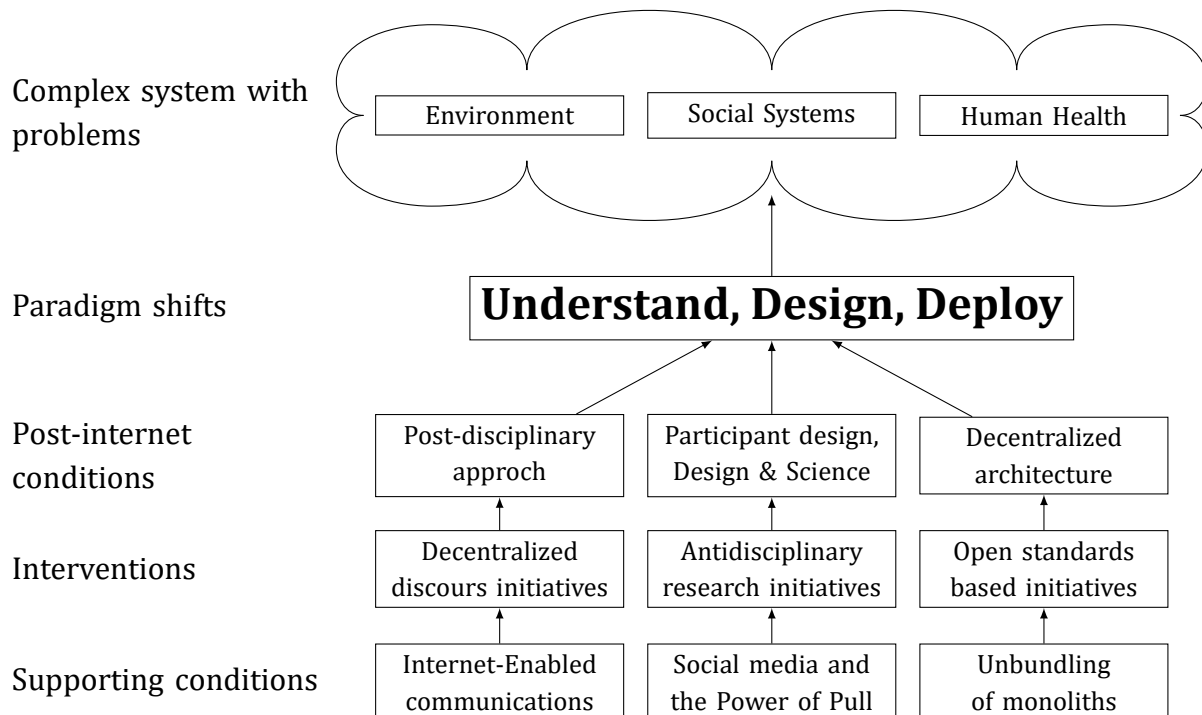 Complex system with
problems
Environment
Social Systems
Human Health
Paradigm shifts
Understand, Design, Deploy
Post-internet
conditions
Post-disciplinary
approch
Participant design,
Design & Science
Decentralized
architecture
Interventions
Decentralized
discours initiatives
Antidisciplinary
research initiatives
Open standards
based initiatives
Supporting conditions
Internet-Enabled
communications
Social media and
the Power of Pull
Unbundling
of monoliths